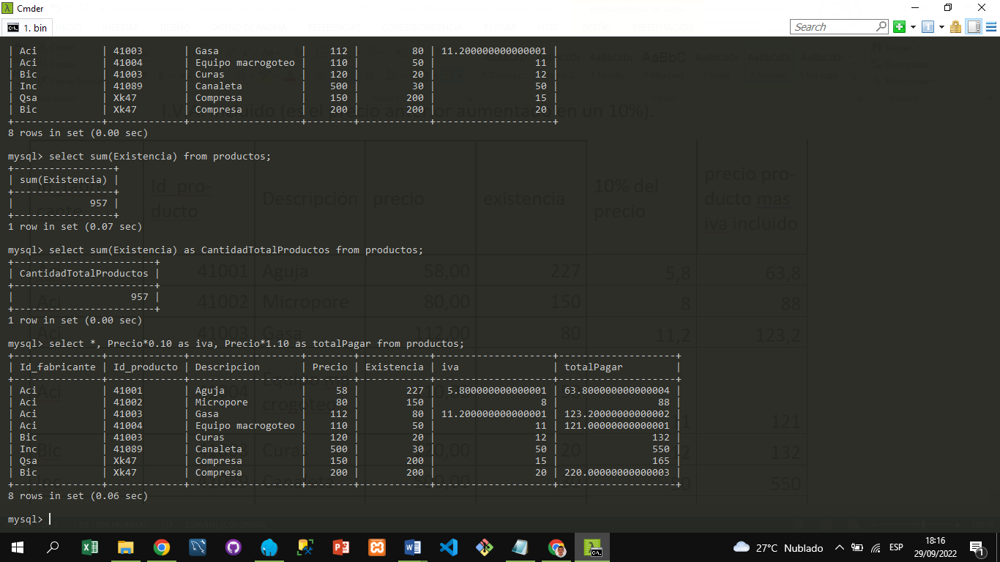 Cmder
1. bin
Search
| Aci | 41003 | Gasa | 112 | 80 | 11.200000000000001 |
| Aci | 41004 | Equipo macrogoteo | 110 | 50 | 11 |
| Bic | 41003 | Curas | 120 | 20 | 12 |
| Inc | 41089 | Canaleta | 500 | 30 | 50 |
| Qsa | Xk47 | Compresa | 150 | 200 | 15 |
| Bic | Xk47 | Compresa | 200 | 200 | 20 |
8 rows in set (0.00 sec)
mysql> select sum(Existencia) from productos;
| sum(Existencia) |
| 957 |
1 row in set (0.07 sec)
mysql> select sum(Existencia) as CantidadTotalProductos from productos;
| CantidadTotalProductos |
| 957 |
1 row in set (0.00 sec)
mysql> select *, Precio*0.10 as iva, Precio*1.10 as totalPagar from productos;
| Id_fabricante | Id_producto | Descripcion | Precio | Existencia | iva | totalPagar |
| Aci | 41001 | Aguja | 58 | 227 | 5.800000000000001 | 63.800000000000004 |
| Aci | 41002 | Micropore | 80 | 150 | 8 | 88 |
| Aci | 41003 | Gasa | 112 | 80 | 11.200000000000001 | 123.20000000000002 |
| Aci | 41004 | Equipo macrogoteo | 110 | 50 | 11 | 121.00000000000001 |
| Bic | 41003 | Curas | 120 | 20 | 12 | 132 |
| Inc | 41089 | Canaleta | 500 | 30 | 50 | 550 |
| Qsa | Xk47 | Compresa | 150 | 200 | 15 | 165 |
| Bic | Xk47 | Compresa | 200 | 200 | 20 | 220.00000000000003 |
8 rows in set (0.06 sec)
mysql>
27°C Nublado
ESP
18:16
29/09/2022
1